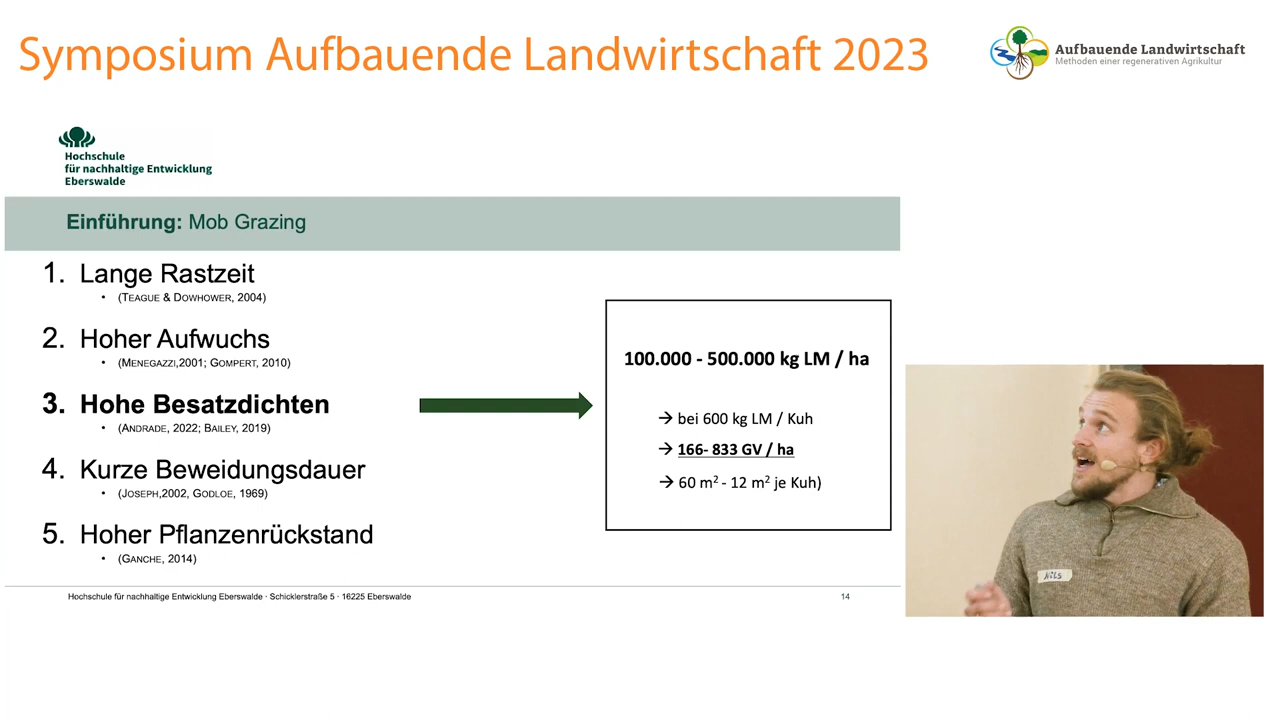 Symposium Aufbauende Landwirtschaft 2023
Aufbauende Landwirtschaft
Methoden einer regenerativen Agrikultur
Hochschule
für nachhaltige Entwicklung
Eberswalde
Einführung: Mob Grazing
1. Lange Rastzeit
• (TEAGUE & DOWHOWER, 2004)
2. Hoher Aufwuchs
• (MENEGAZZI,2001; GOMPERT, 2010)
3. Hohe Besatzdichten
• (ANDRADE, 2022; BAILEY, 2019)
4. Kurze Beweidungsdauer
• (JOSEPH,2002, GODLOE, 1969)
5. Hoher Pflanzenrückstand
• (GANCHE, 2014)
100.000 - 500.000 kg LM / ha
→ bei 600 kg LM / Kuh
→ 166- 833 GV / ha
→ 60 m² - 12 m² je Kuh)
Nils
Hochschule für nachhaltige Entwicklung Eberswalde · Schicklerstraße 5 · 16225 Eberswalde
14